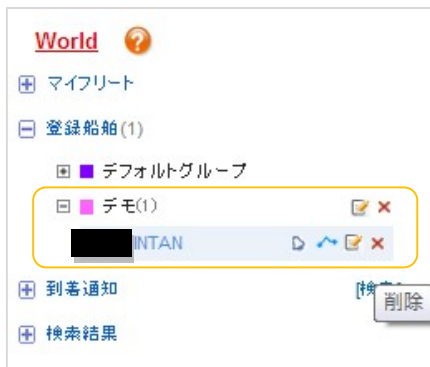 World
マイフリート
登録船舶(1)
デフォルトグループ
デモ(1)
INTAN
到着通知
削除
検索結果